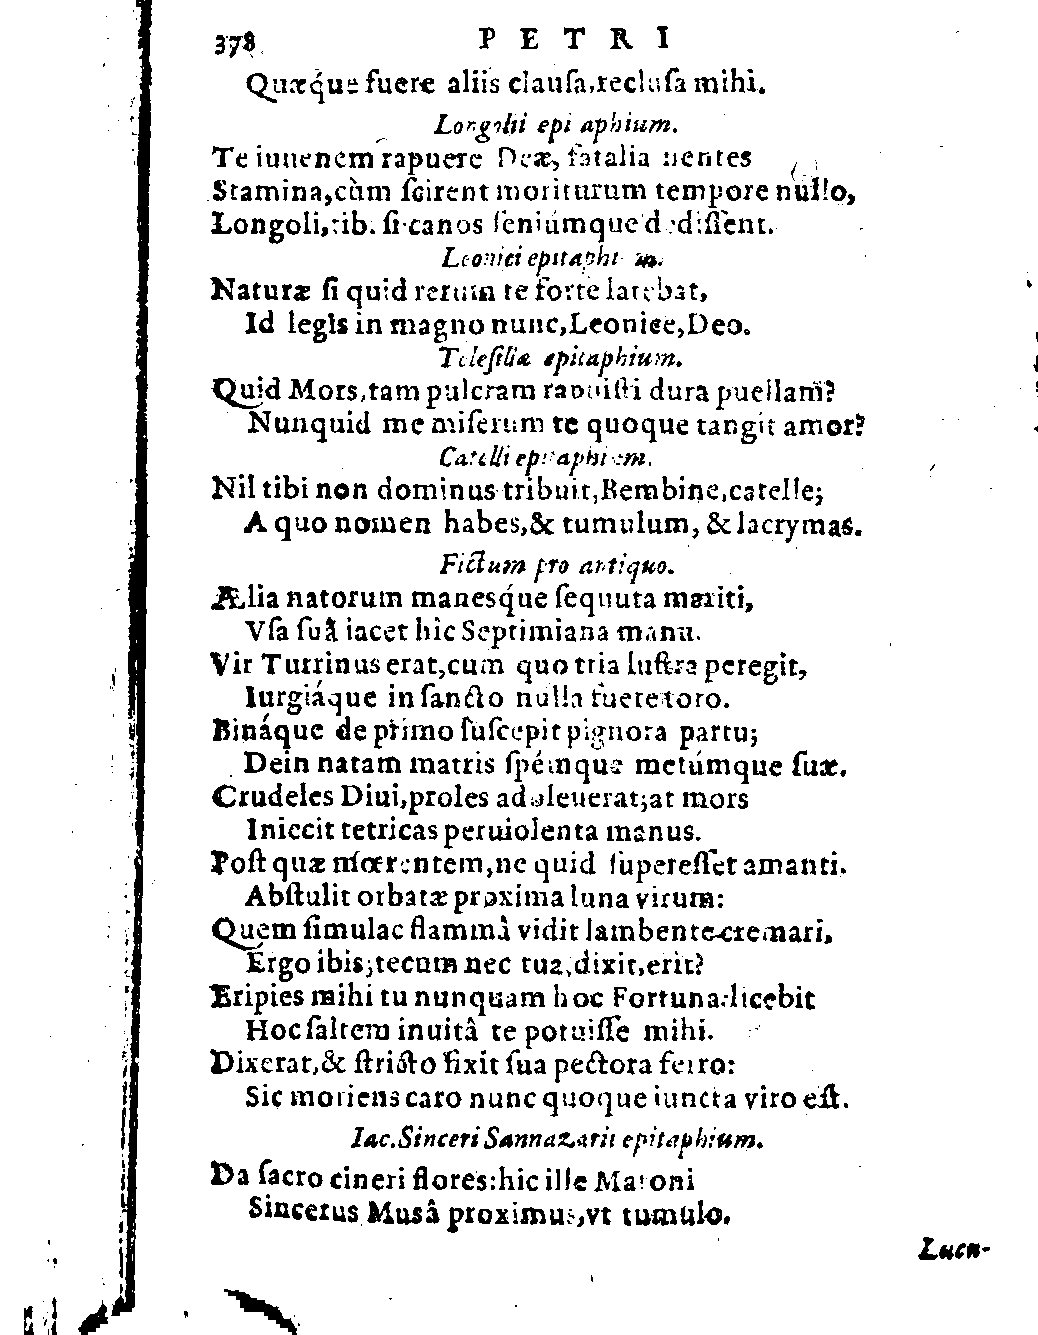 378 PETRI
Quæq́ue fuere aliis clauſa, recluſa mihi.
Longolii epitaphium.
Te iuuenem rapuere Deæ, fatalia nentes
Stamina, cùm ſcirent moriturum tempore nullo,
Longoli, tibi ſi canos ſeniúmque dediſſent.
Leonici epitaphium.
Naturæ ſi quid rerum te forte latebat,
Id legis in magno nunc, Leonice, Deo.
Teleſillæ epitaphium.
Quid Mors, tam pulcram rapuiſti dura puellam?
Nunquid me miſerum te quoque tangit amor?
Catelli epitaphium.
Nil tibi non dominus tribuit, Bembine, catelle;
A quo nomen habes, & tumulum, & lacrymas.
Fictum pro antiquo.
Ælia natorum manesq́ue ſequuta mariti,
Vſa ſuâ iacet hîc Septimiana manu.
Vir Turrinus erat, cum quo tria luſtra peregit,
Iurgiáque in ſancto nulla fuere toro.
Bináque de primo ſuſcepit pignora partu;
Dein natam matris ſpémque metúmque ſuæ.
Crudeles Diui, proles adoleuerat; at mors
Iniecit tetricas peruiolenta manus.
Poſt quæ mœrentem, ne quid ſupereſſet amanti.
Abſtulit orbatæ proxima luna virum:
Quem ſimulac flammâ vidit lambente cremari,
Ergo ibis; tecum nec tua, dixit, erit?
Eripies mihi tu nunquam hoc Fortuna: licebit
Hoc ſaltem inuitâ te potuiſſe mihi.
Dixerat, & ſtricto fixit ſua pectora ferro:
Sic moriens caro nunc quoque iuncta viro eſt.
Iac. Sinceri Sannazarii epitaphium.
Da ſacro cineri flores: hic ille Maroni
Sincerus Musâ proximus, vt tumulo.
Lucæ-